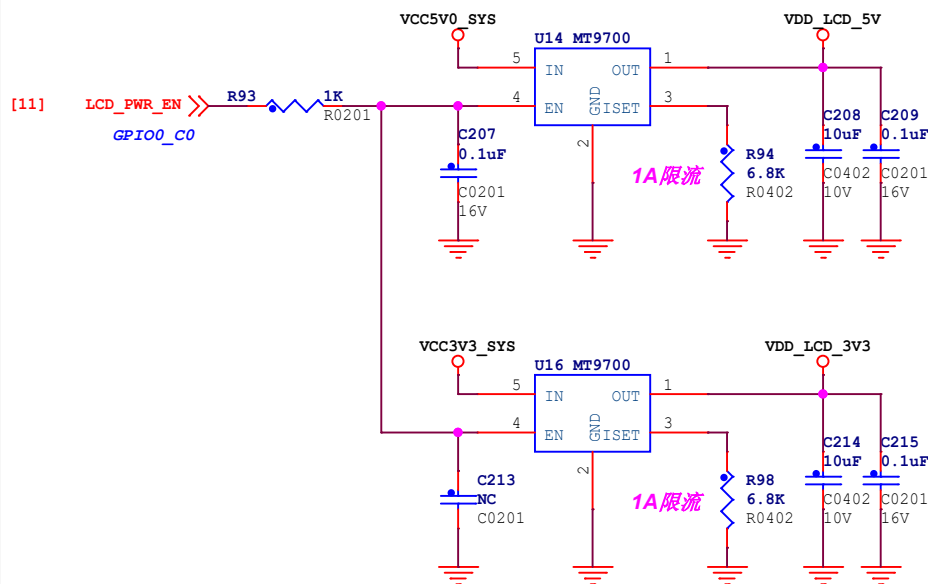 VCC5V0_SYS
VDD_LCD_5V
U14 MT9700
5
IN
OUT
1
[11]
LCD_PWR_EN
R93
1K
R0201
4
EN
GND
ISET
3
GPIO0_C0
C207
0.1uF
C0201
16V
2
1A限流
R94
6.8K
R0402
C208
10uF
C0402
10V
C209
0.1uF
C0201
16V
VCC3V3_SYS
VDD_LCD_3V3
U16 MT9700
5
IN
OUT
1
4
EN
GND
ISET
3
C213
NC
C0201
2
1A限流
R98
6.8K
R0402
C214
10uF
C0402
10V
C215
0.1uF
C0201
16V